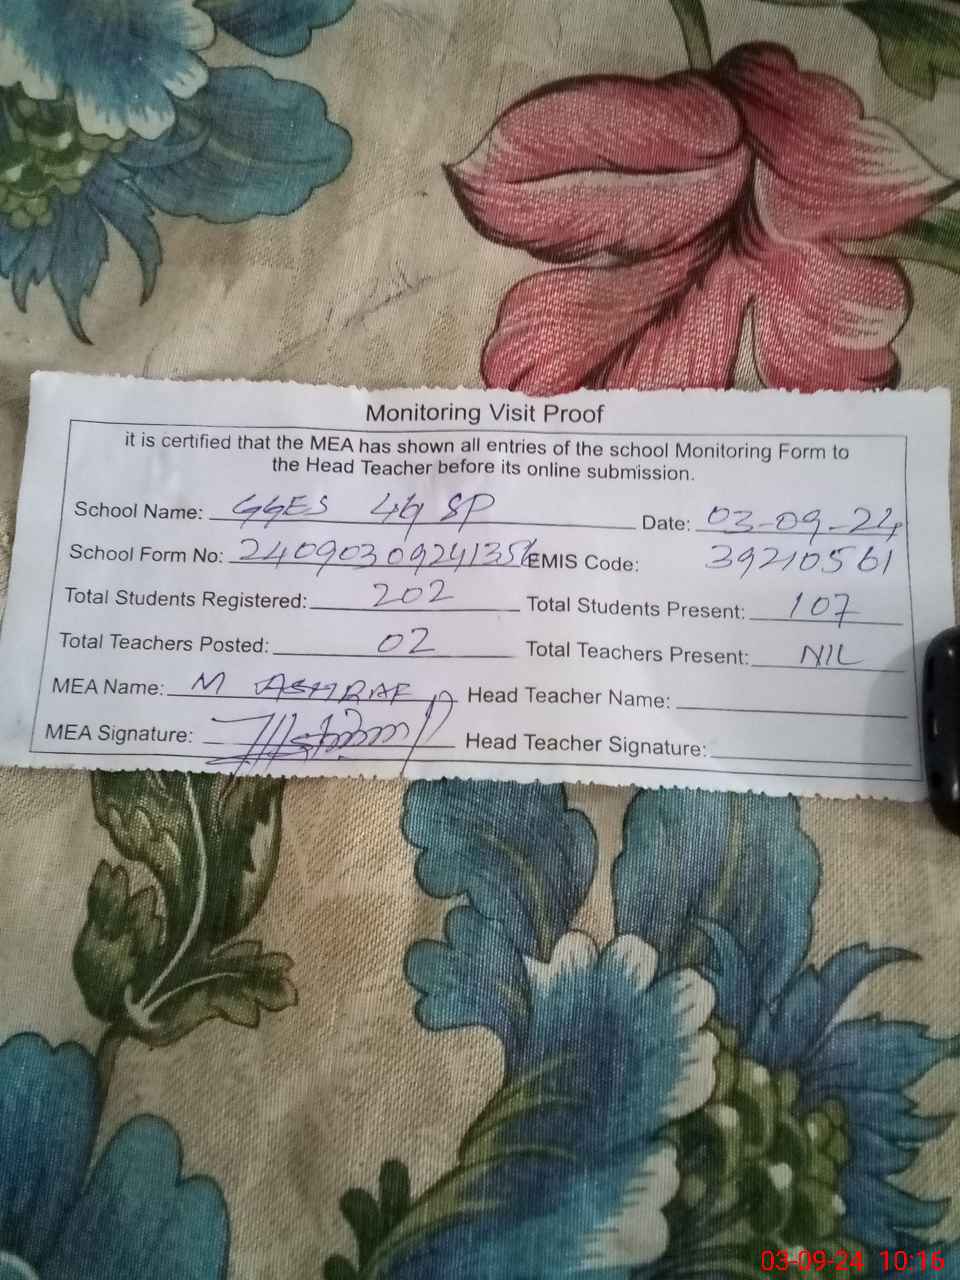 Monitoring Visit Proof
it is certified that the MEA has shown all entries of the school Monitoring Form to
the Head Teacher before its online submission.
School Name: GGES 49 SP Date: 03-09-24
School Form No: EMIS Code: 39210561
Total Students Registered: 202 Total Students Present: 107
Total Teachers Posted: 02 Total Teachers Present: NIL
MEA Name: M ASHRAF Head Teacher Name:
MEA Signature: Head Teacher Signature:
03-09-24 10:16